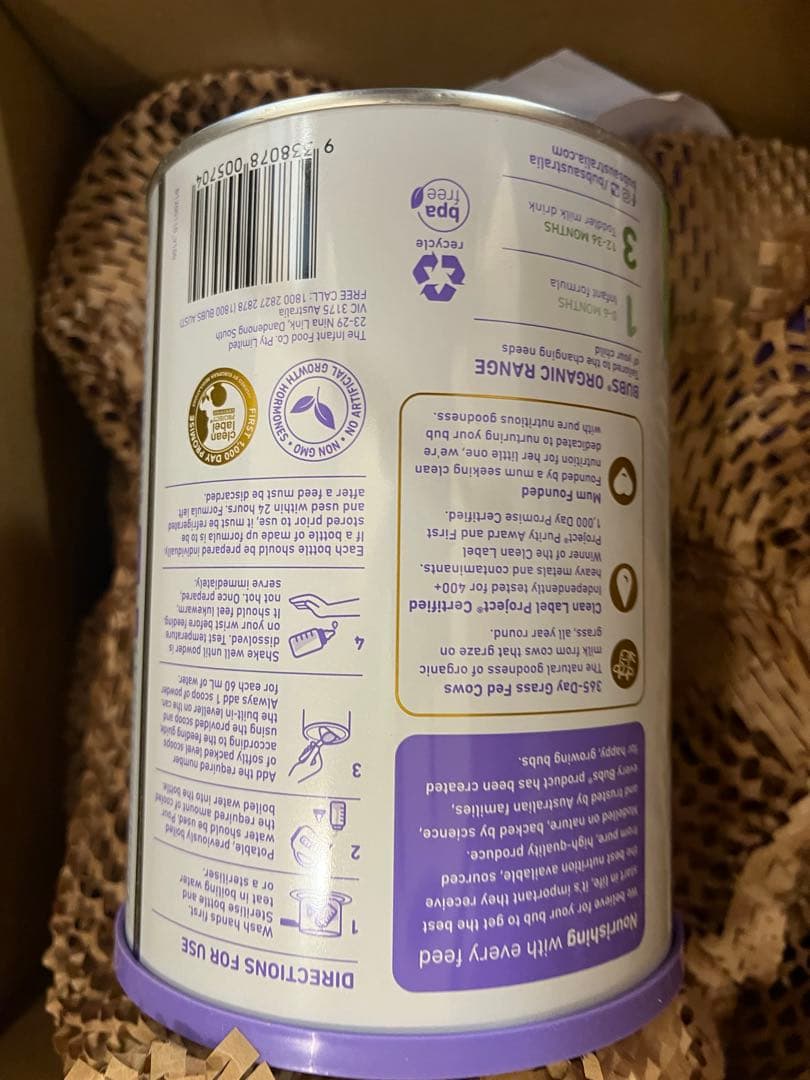 DIRECTIONS FOR USE
1
Wash hands first.
Sterilise bottle and
teat in boiling water
or a steriliser.
2
Potable, previously boiled
water should be used. Pour
the required amount of cooled
boiled water into the bottle.
3
Add the required number
of softly packed level scoops
according to the feeding guide,
using the provided scoop and
the built-in leveller on the can.
Always add 1 scoop of powder
for each 60 mL of water.
4
Shake well until powder is
dissolved. Test temperature
on your wrist before feeding.
It should feel lukewarm,
not hot. Once prepared,
serve immediately.
Each bottle should be prepared individually.
If a bottle of made up formula is to be
stored prior to use, it must be refrigerated
and used within 24 hours. Formula left
after a feed must be discarded.
NO ARTIFICIAL GROWTH HORMONES • NON GMO •
FIRST 1,000 DAY PROMISE
clean
label
PROJECT
The Infant Food Co. Pty Limited
23-29 Nina Link, Dandenong South
VIC 3175 Australia
FREE CALL: 1800 2827 2878 (1800 BUBS AUST)
9 338078 005704
Nourishing with every feed
We believe for your bub to get the best
start in life, it's important they receive
the best nutrition available, sourced
from pure, high-quality produce.
Modelled on nature, backed by science,
and trusted by Australian families,
every Bubs® product has been created
for happy, growing bubs.
365-Day Grass Fed Cows
The natural goodness of organic
milk from cows that graze on
grass, all year round.
Clean Label Project® Certified
Independently tested for 400+
heavy metals and contaminants.
Winner of the Clean Label
Project® Purity Award and First
1,000 Day Promise Certified.
Mum Founded
Founded by a mum seeking clean
nutrition for her little one, we're
dedicated to nurturing your bub
with pure nutritious goodness.
BUBS® ORGANIC RANGE
Tailored to the changing needs
of your child
1
0-6 MONTHS
Infant formula
3
12-36 MONTHS
Toddler milk drink
recycle
bpa
free
/bubsaustralia
bubsaustralia.com